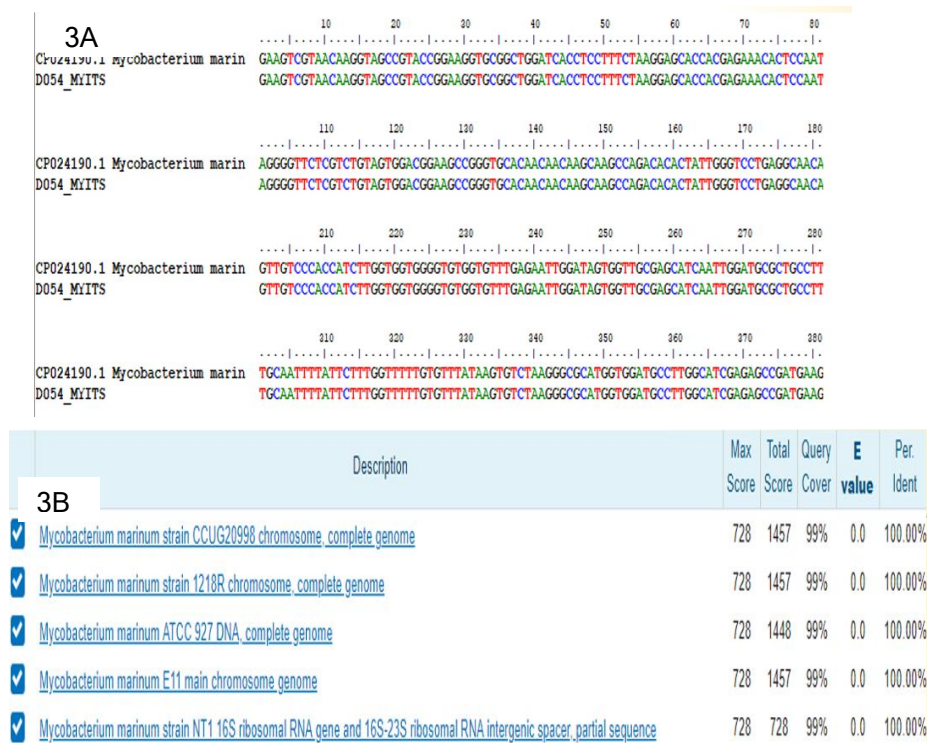 3A
10 20 30 40 50 60 70 80
....|....|....|....|....|....|....|....|....|....|....|....|....|....|....|....|.
CP024190.1 Mycobacterium marin GAAGTCGTAACAAGGTAGCCGTACCGGAAGGTGCGGCTGGATCACCTCCTTTCTAAGGAGCACCACGAGAAACACTCCAAT
D054_MYITS GAAGTCGTAACAAGGTAGCCGTACCGGAAGGTGCGGCTGGATCACCTCCTTTCTAAGGAGCACCACGAGAAACACTCCAAT
110 120 130 140 150 160 170 180
....|....|....|....|....|....|....|....|....|....|....|....|....|....|....|....|.
CP024190.1 Mycobacterium marin AGGGGTTCTCGTCTGTAGTGGACGGAAGCCGGGTGCACAACAACAAGCAAGCCAGACACACTATTGGGTCCTGAGGCAACA
D054_MYITS AGGGGTTCTCGTCTGTAGTGGACGGAAGCCGGGTGCACAACAACAAGCAAGCCAGACACACTATTGGGTCCTGAGGCAACA
210 220 230 240 250 260 270 280
....|....|....|....|....|....|....|....|....|....|....|....|....|....|....|....|.
CP024190.1 Mycobacterium marin GTTGTCCCACCATCTTGGTGGTGGGGTGTGGTGTTTGAGAATTGGATAGTGGTTGCGAGCATCAATTGGATGCGCTGCCTT
D054_MYITS GTTGTCCCACCATCTTGGTGGTGGGGTGTGGTGTTTGAGAATTGGATAGTGGTTGCGAGCATCAATTGGATGCGCTGCCTT
310 320 330 340 350 360 370 380
....|....|....|....|....|....|....|....|....|....|....|....|....|....|....|....|.
CP024190.1 Mycobacterium marin TGCAATTTTATTCTTTGGTTTTTGTGTTTATAAGTGTCTAAGGGCGCATGGTGGATGCCTTGGCATCGAGAGCCGATGAAG
D054_MYITS TGCAATTTTATTCTTTGGTTTTTGTGTTTATAAGTGTCTAAGGGCGCATGGTGGATGCCTTGGCATCGAGAGCCGATGAAG
3B
Description Max Score Total Score Query Cover E value Per. Ident
Mycobacterium marinum strain CCUG20998 chromosome, complete genome 728 1457 99% 0.0 100.00%
Mycobacterium marinum strain 1218R chromosome, complete genome 728 1457 99% 0.0 100.00%
Mycobacterium marinum ATCC 927 DNA, complete genome 728 1448 99% 0.0 100.00%
Mycobacterium marinum E11 main chromosome genome 728 1457 99% 0.0 100.00%
Mycobacterium marinum strain NT1 16S ribosomal RNA gene and 16S-23S ribosomal RNA intergenic spacer, partial sequence 728 728 99% 0.0 100.00%